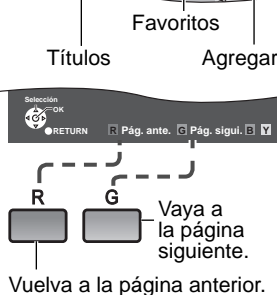 Favoritos
Títulos
Agregar
Selección
OK
RETURN
R Pág. ante. G Pág. sigui. B Y
R G
Vaya a
la página
siguiente.
Vuelva a la página anterior.